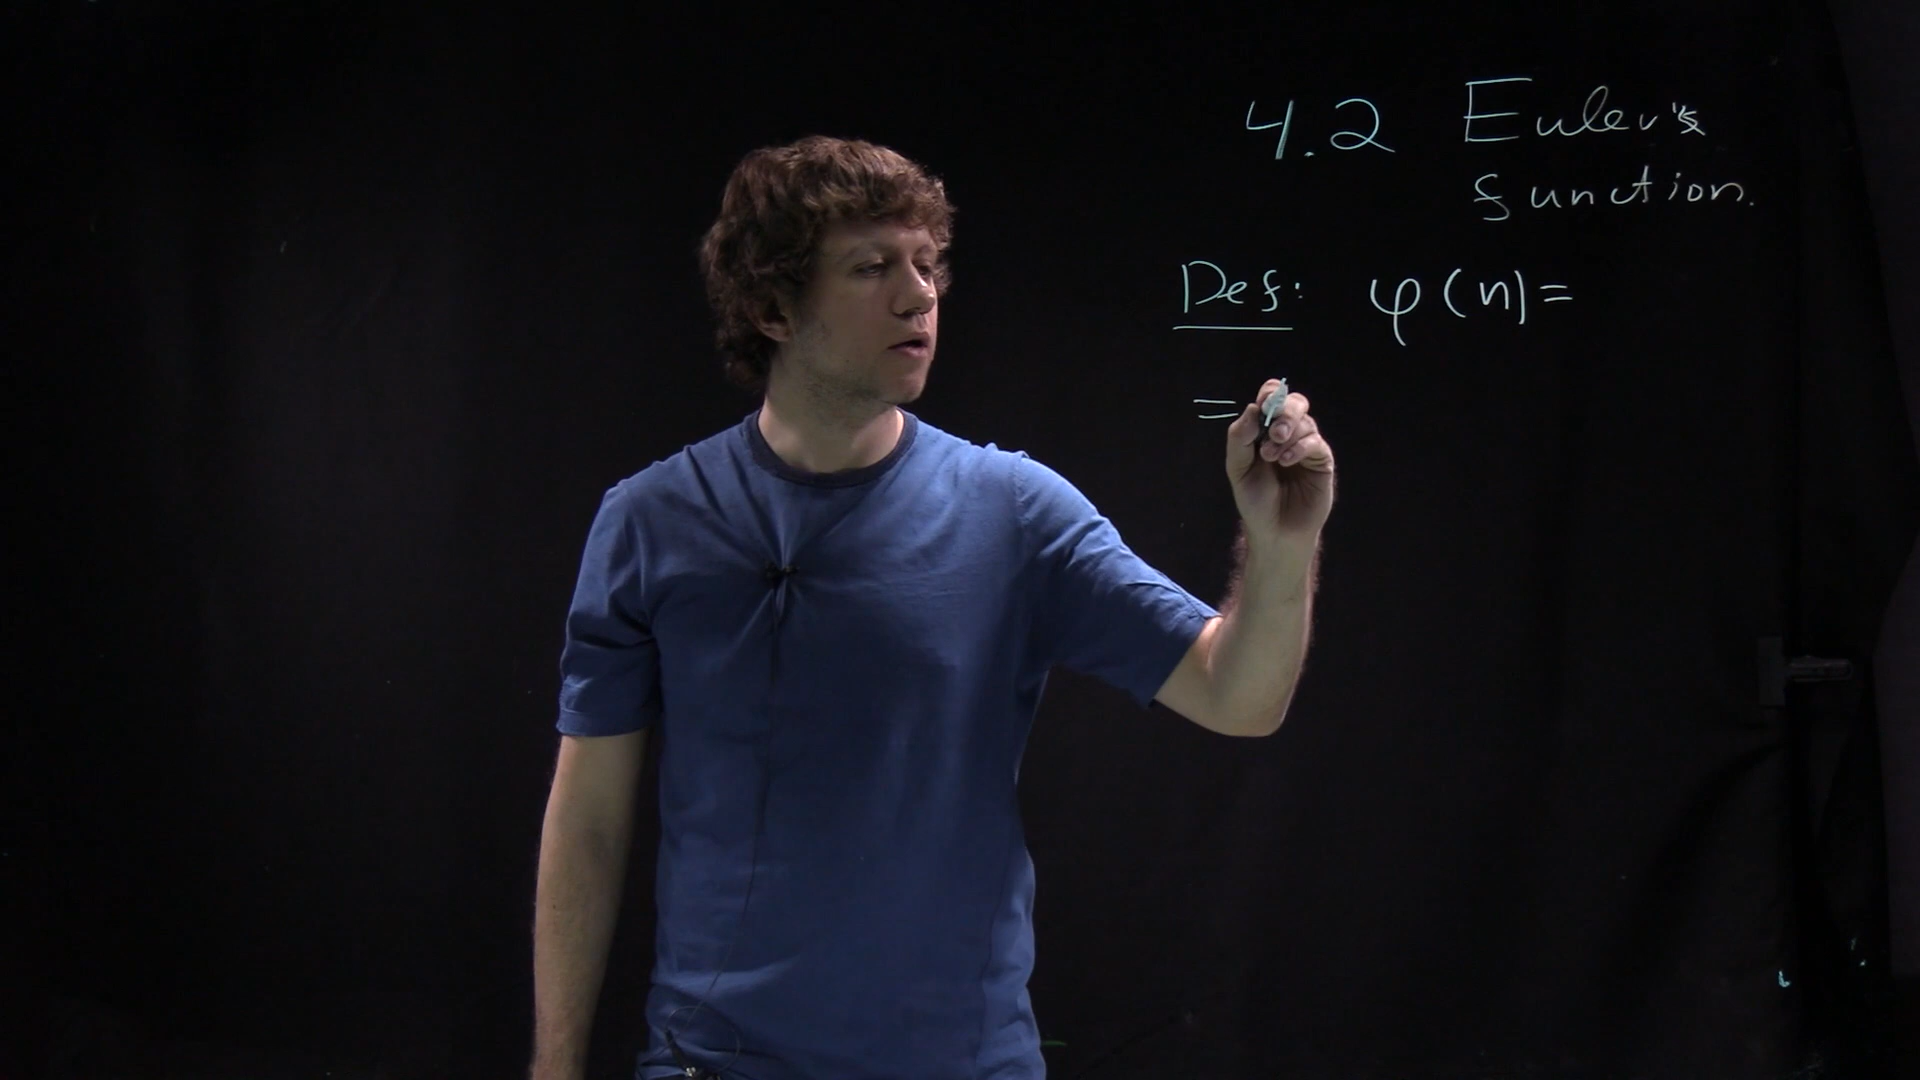 4.2 Euler's
function.
Def: φ(n)=
=